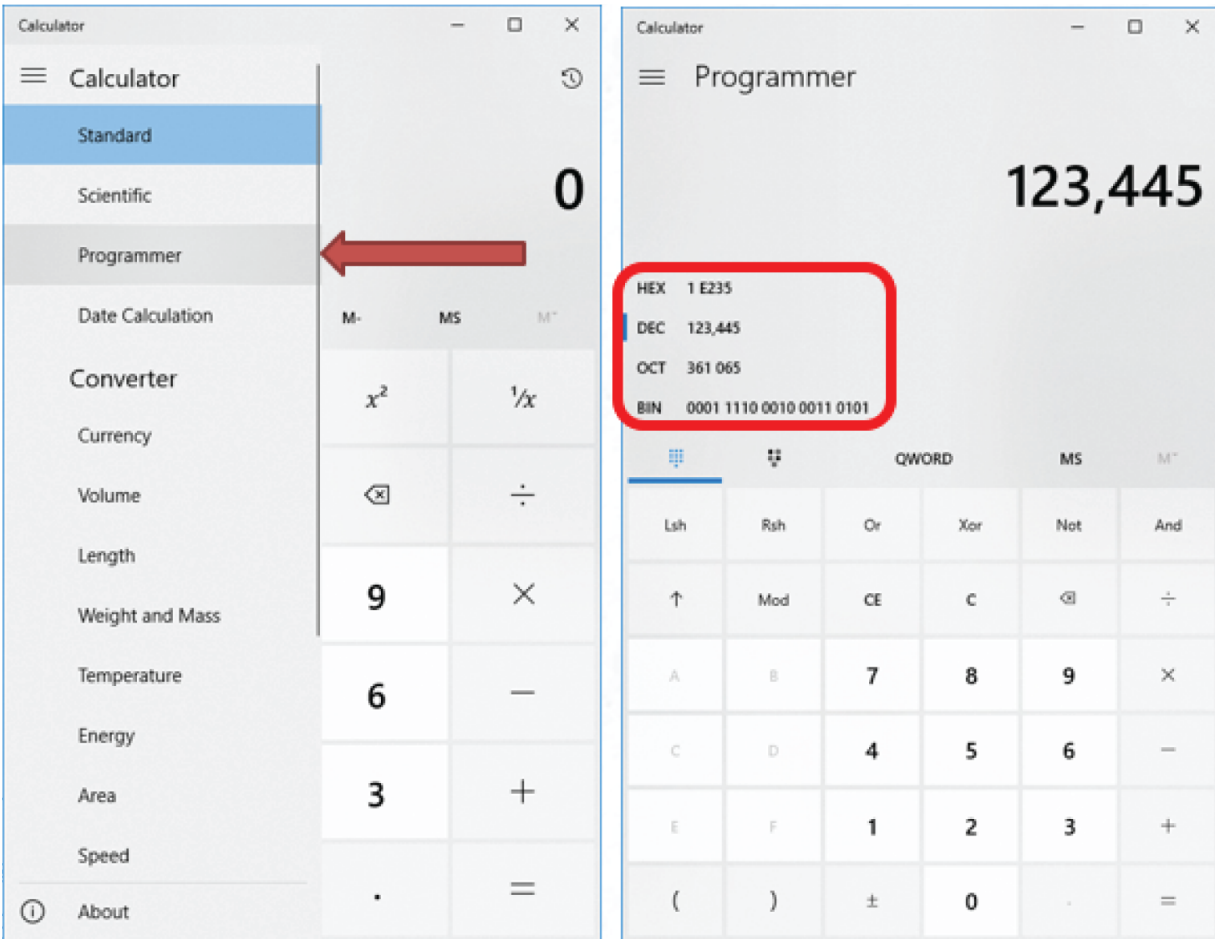 Calculator
Calculator
Standard
0
Scientific
Programmer
Date Calculation
M- MS M+
Converter
x² ¹/x
Currency
Volume
÷
Length
9 ×
Weight and Mass
Temperature
6 −
Energy
Area
3 +
Speed
. =
About
Calculator
Programmer
123,445
HEX 1 E235
DEC 123,445
OCT 361 065
BIN 0001 1110 0010 0011 0101
QWORD MS M+
Lsh Rsh Or Xor Not And
↑ Mod CE C ÷
A B 7 8 9 ×
C D 4 5 6 −
E F 1 2 3 +
( ) ± 0 . =